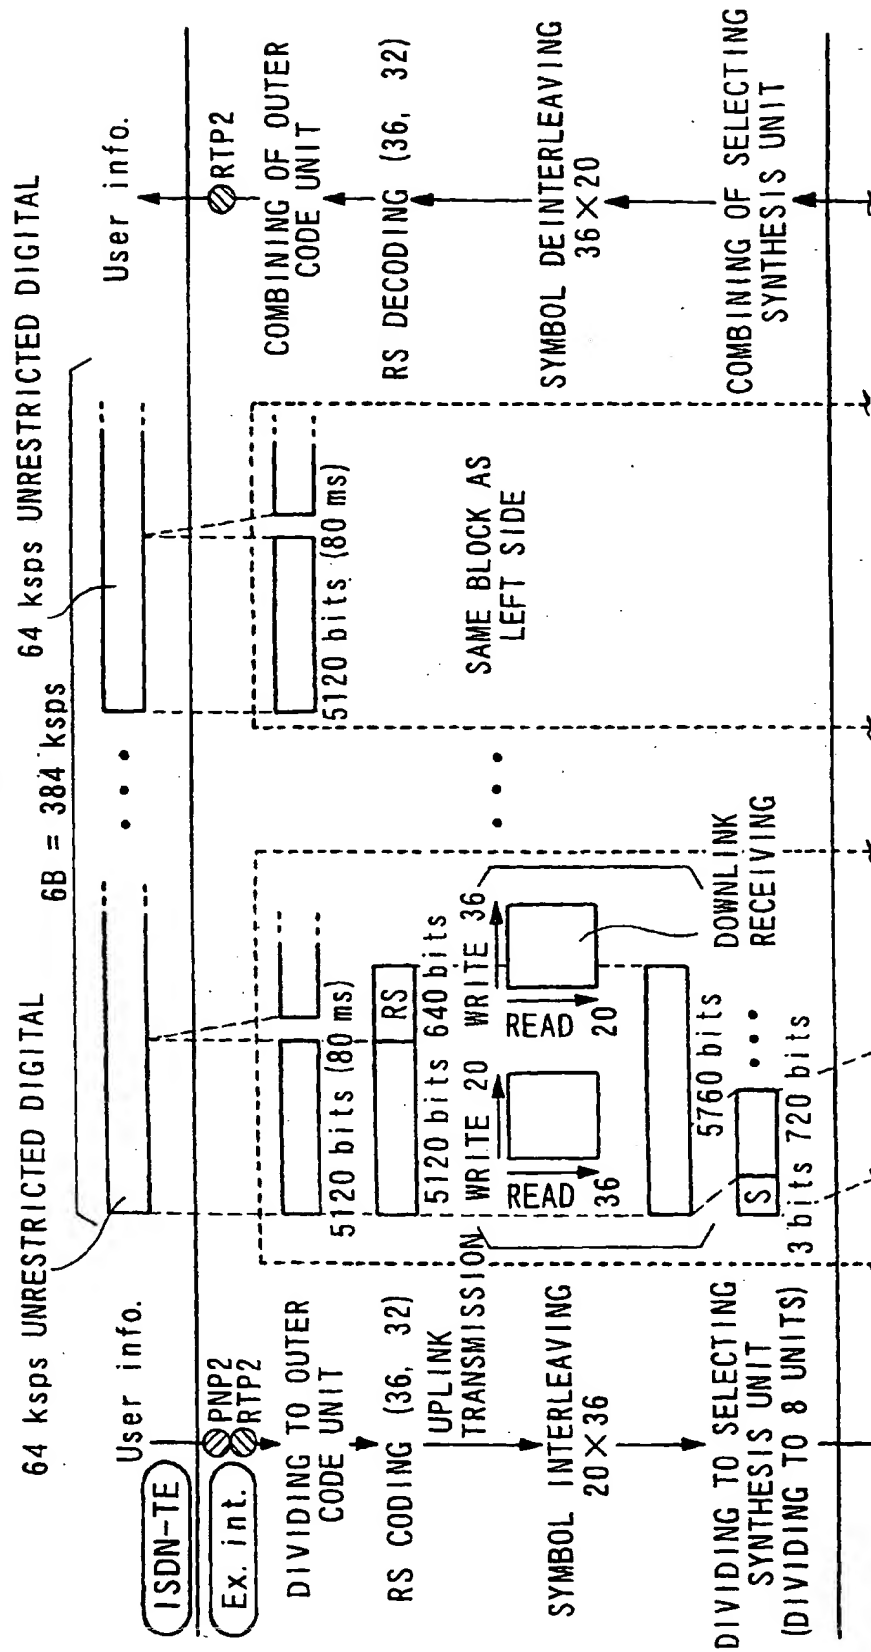 64 ksps UNRESTRICTED DIGITAL
6B = 384 ksps
64 ksps UNRESTRICTED DIGITAL
ISDN-TE
User info.
User info.
Ex. int.
PNP2
RTP2
RTP2
DIVIDING TO OUTER
CODE UNIT
5120 bits (80 ms)
5120 bits (80 ms)
COMBINING OF OUTER
CODE UNIT
RS CODING (36, 32)
RS
5120 bits 640 bits
RS DECODING (36, 32)
UPLINK
TRANSMISSION
WRITE 20
WRITE 36
READ
READ
36
20
SYMBOL INTERLEAVING
20×36
SAME BLOCK AS
LEFT SIDE
SYMBOL DEINTERLEAVING
36×20
5760 bits
DOWNLINK
RECEIVING
DIVIDING TO SELECTING
SYNTHESIS UNIT
(DIVIDING TO 8 UNITS)
S
3 bits 720 bits
COMBINING OF SELECTING
SYNTHESIS UNIT